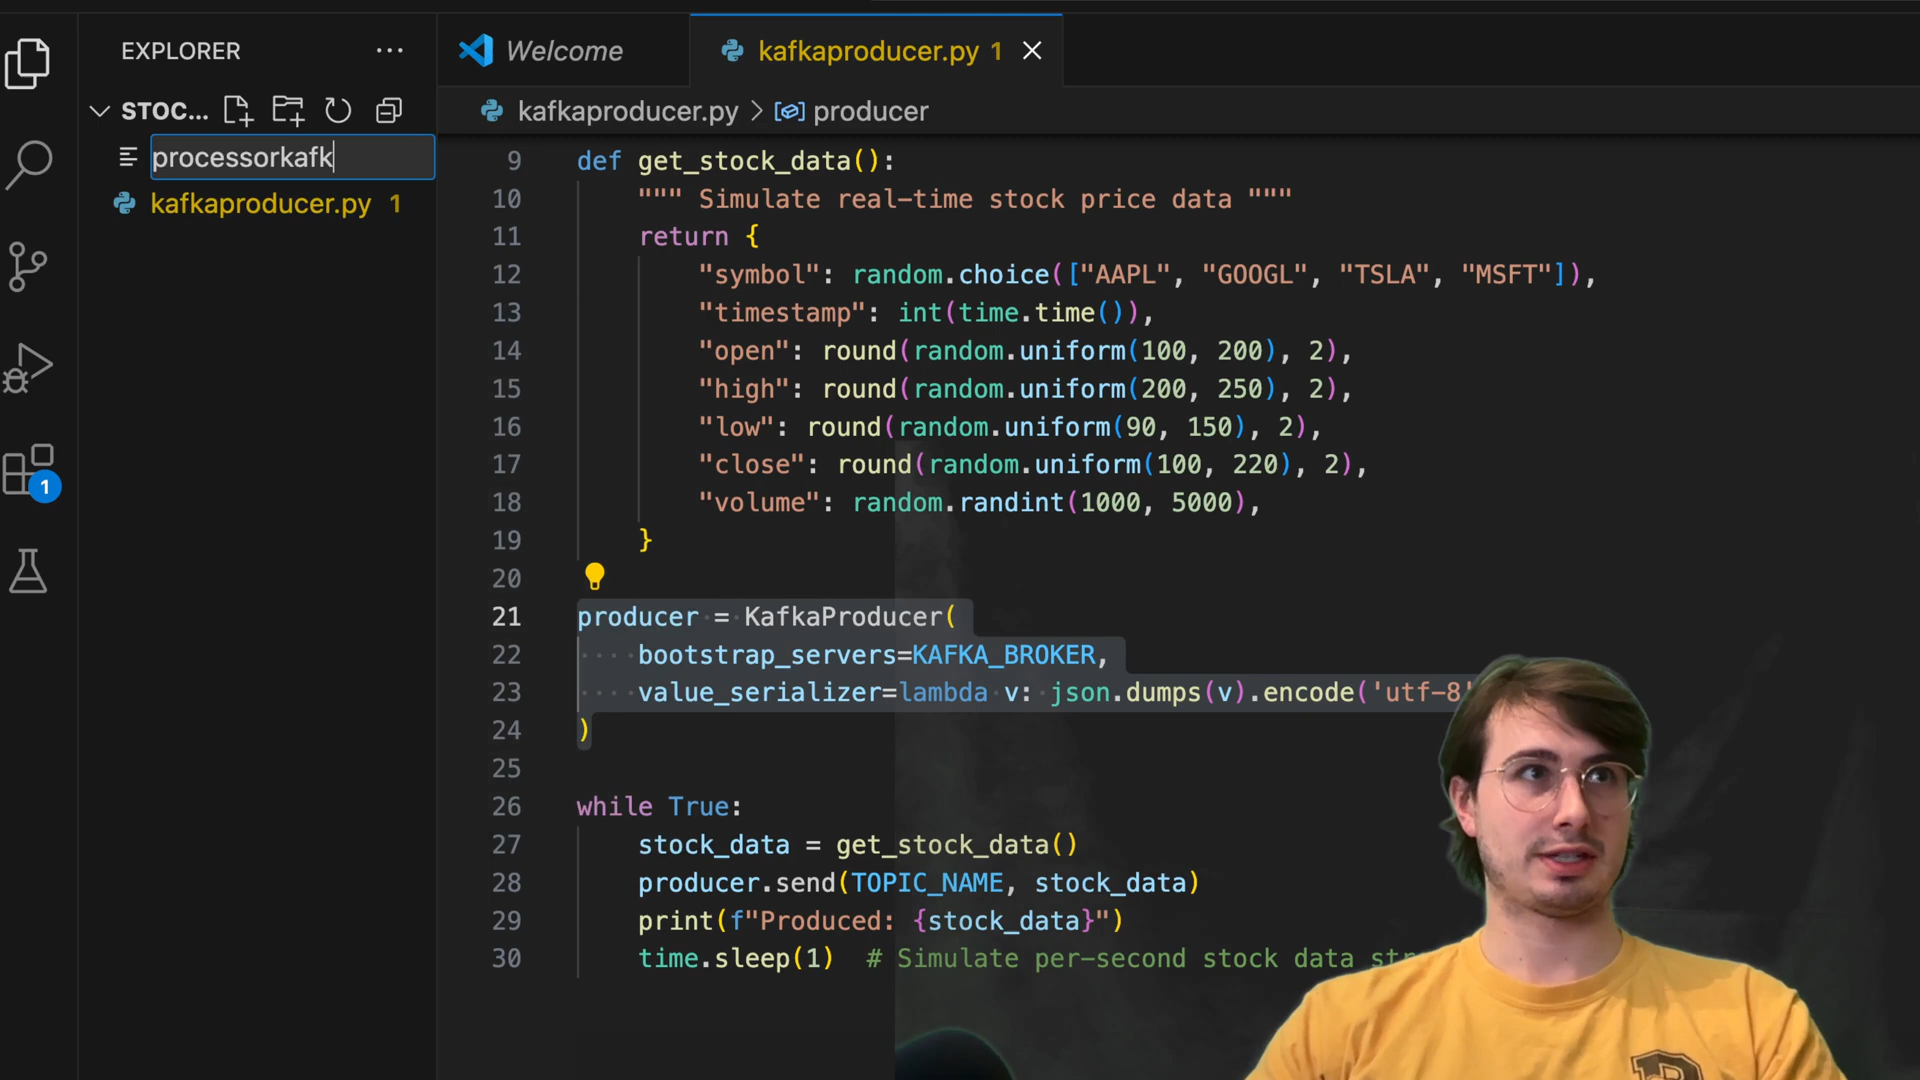 EXPLORER
Welcome
kafkaproducer.py 1
STOC...
kafkaproducer.py > producer
processorkafk
kafkaproducer.py 1
9 def get_stock_data():
10 """ Simulate real-time stock price data """
11 return {
12 "symbol": random.choice(["AAPL", "GOOGL", "TSLA", "MSFT"]),
13 "timestamp": int(time.time()),
14 "open": round(random.uniform(100, 200), 2),
15 "high": round(random.uniform(200, 250), 2),
16 "low": round(random.uniform(90, 150), 2),
17 "close": round(random.uniform(100, 220), 2),
18 "volume": random.randint(1000, 5000),
19 }
20
21 producer = KafkaProducer(
22 bootstrap_servers=KAFKA_BROKER,
23 value_serializer=lambda v: json.dumps(v).encode('utf-8'
24 )
25
26 while True:
27 stock_data = get_stock_data()
28 producer.send(TOPIC_NAME, stock_data)
29 print(f"Produced: {stock_data}")
30 time.sleep(1) # Simulate per-second stock data
1